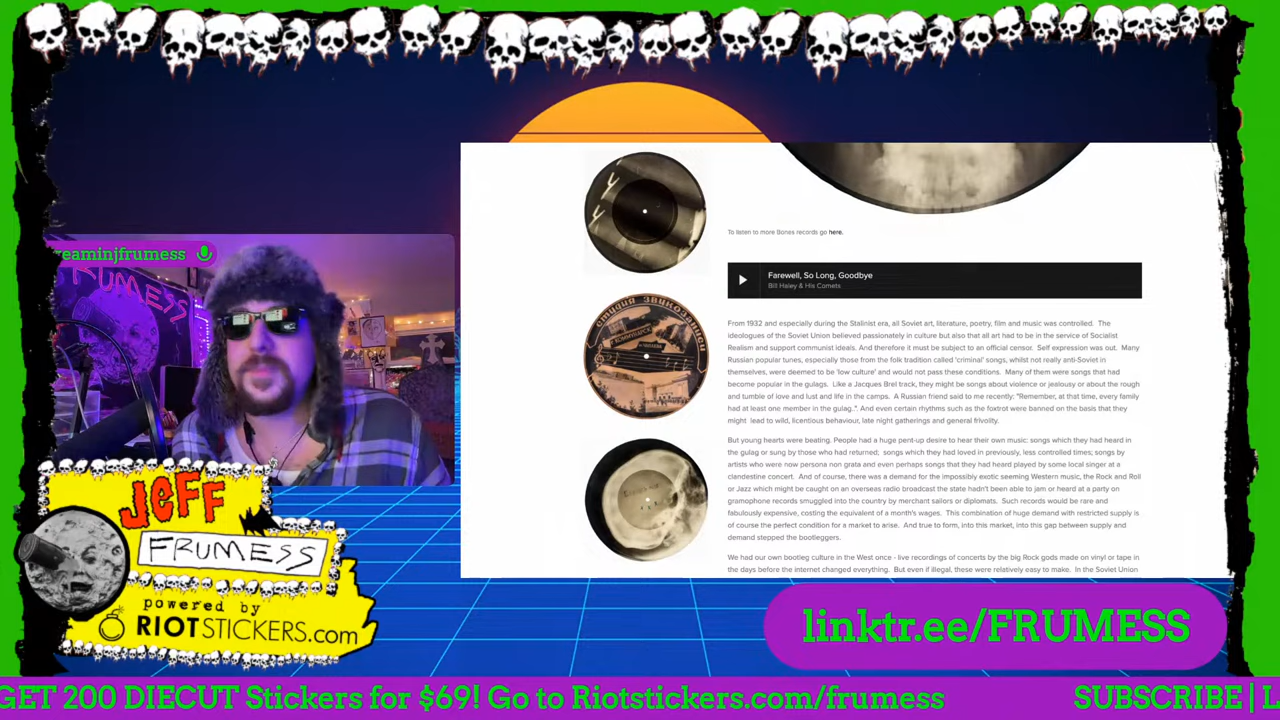 reaminjfrumess
FRUMESS
To listen to more Bones records go here.
Farewell, So Long, Goodbye
Bill Haley & His Comets
СТУДИЯ ЗВУКОЗАПИСИ
From 1932 and especially during the Stalinist era, all Soviet art, literature, poetry, film and music was controlled. The
ideologues of the Soviet Union believed passionately in culture but also that all art had to be in the service of Socialist
Realism and support communist ideals. And therefore it must be subject to an official censor. Self expression was out. Many
Russian popular tunes, especially those from the folk tradition called 'criminal' songs, whilst not really anti-Soviet in
themselves, were deemed to be 'low culture' and would not pass these conditions. Many of them were songs that had
become popular in the gulags. Like a Jacques Brel track, they might be songs about violence or jealousy or about the rough
and tumble of love and lust and life in the camps. A Russian friend said to me recently: "Remember, at that time, every family
had at least one member in the gulag.". And even certain rhythms such as the foxtrot were banned on the basis that they
might lead to wild, licentious behaviour, late night gatherings and general frivolity.
But young hearts were beating. People had a huge pent-up desire to hear their own music: songs which they had heard in
the gulag or sung by those who had returned; songs which they had loved in previously, less controlled times; songs by
artists who were now persona non grata and even perhaps songs that they had heard played by some local singer at a
clandestine concert. And of course, there was a demand for the impossibly exotic seeming Western music, the Rock and Roll
or Jazz which might be caught on an overseas radio broadcast the state hadn't been able to jam or heard at a party on
gramophone records smuggled into the country by merchant sailors or diplomats. Such records would be rare and
fabulously expensive, costing the equivalent of a month's wages. This combination of huge demand with restricted supply is
of course the perfect condition for a market to arise. And true to form, into this market, into this gap between supply and
demand stepped the bootleggers.
We had our own bootleg culture in the West once - live recordings of concerts by the big Rock gods made on vinyl or tape in
the days before the internet changed everything. But even if illegal, these were relatively easy to make. In the Soviet Union
JEFF
FRUMESS
powered by
RIOTSTICKERS.com
linktr.ee/FRUMESS
GET 200 DIECUT Stickers for $69! Go to Riotstickers.com/frumess SUBSCRIBE | L